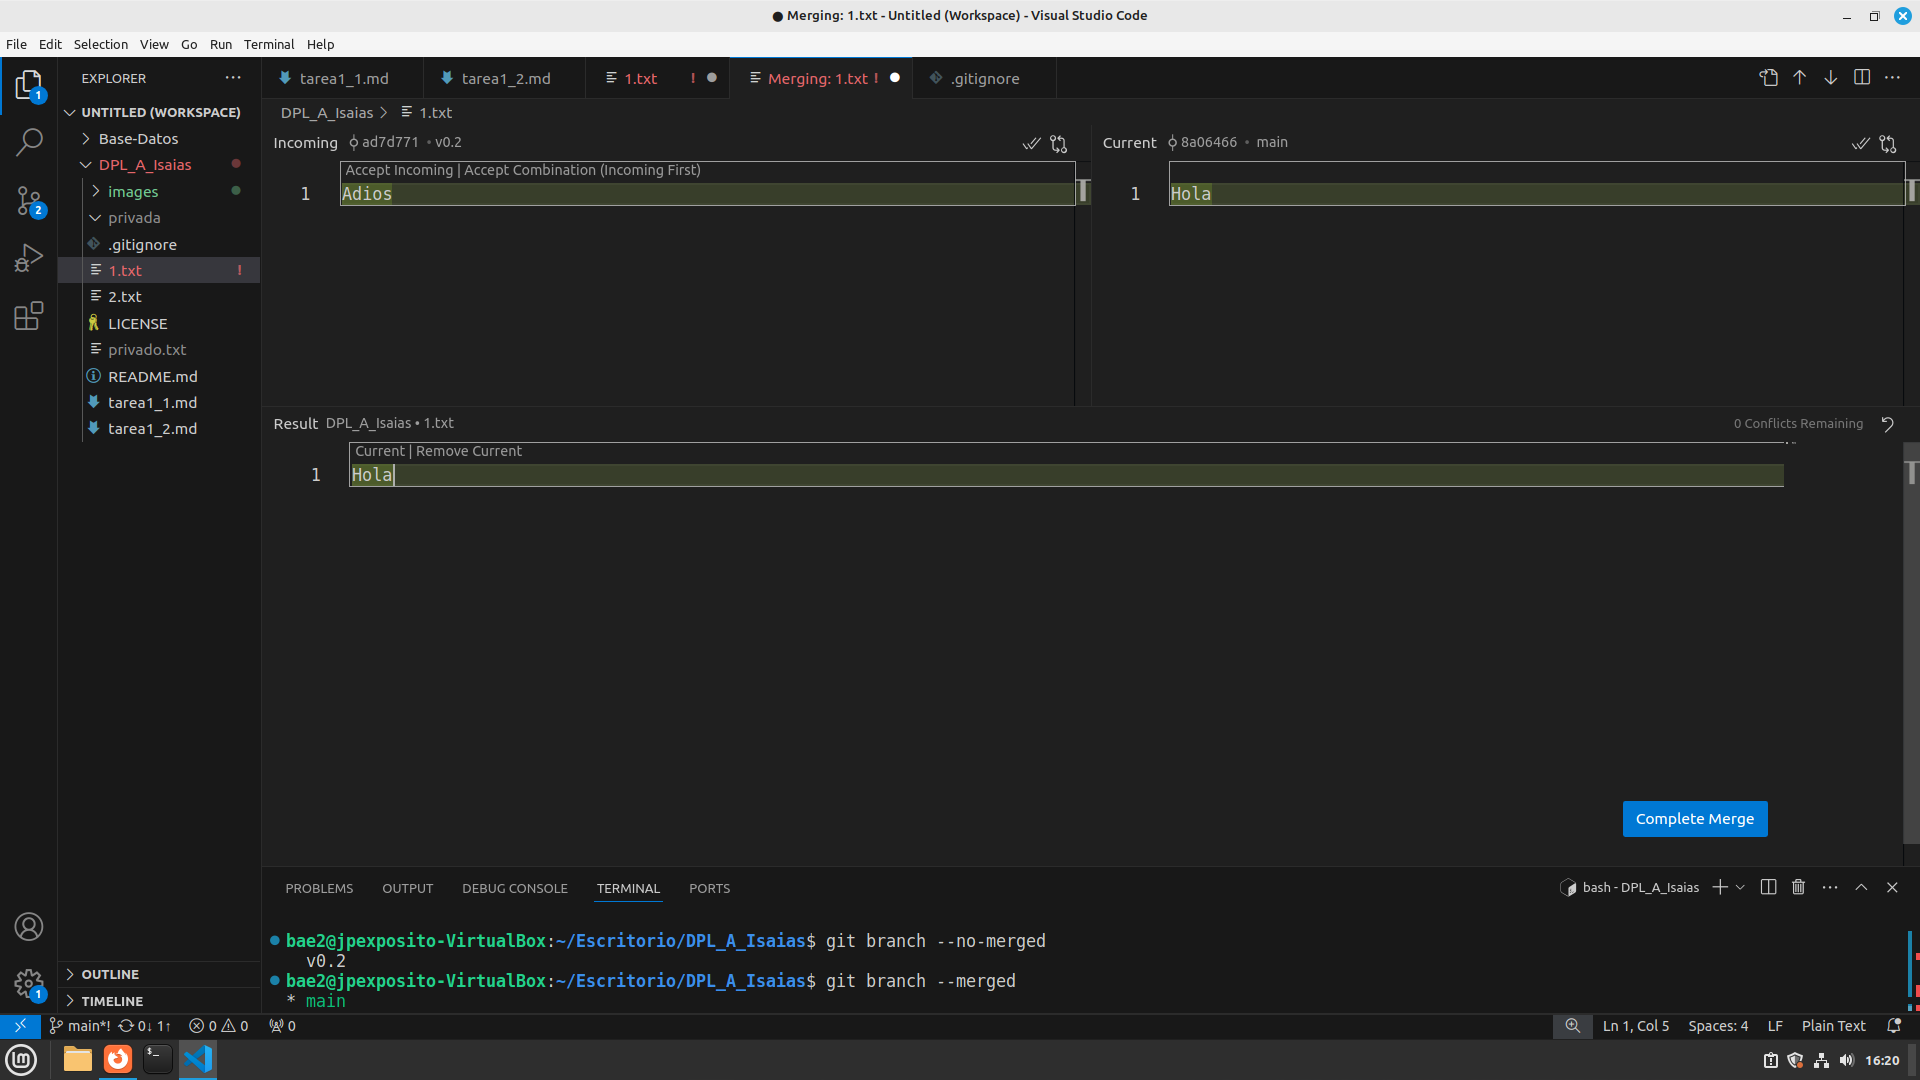 ● Merging: 1.txt - Untitled (Workspace) - Visual Studio Code
File Edit Selection View Go Run Terminal Help
EXPLORER
tarea1_1.md
tarea1_2.md
1.txt !
Merging: 1.txt !
.gitignore
1
2
1
UNTITLED (WORKSPACE)
Base-Datos
DPL_A_Isaias
images
privada
.gitignore
1.txt !
2.txt
LICENSE
privado.txt
README.md
tarea1_1.md
tarea1_2.md
OUTLINE
TIMELINE
DPL_A_Isaias > 1.txt
Incoming ad7d771 • v0.2
Accept Incoming | Accept Combination (Incoming First)
1 Adios
Current 8a06466 • main
1 Hola
Result DPL_A_Isaias • 1.txt
0 Conflicts Remaining
Current | Remove Current
1 Hola
Complete Merge
PROBLEMS OUTPUT DEBUG CONSOLE TERMINAL PORTS
bash - DPL_A_Isaias
bae2@jpexposito-VirtualBox:~/Escritorio/DPL_A_Isaias$ git branch --no-merged
v0.2
bae2@jpexposito-VirtualBox:~/Escritorio/DPL_A_Isaias$ git branch --merged
* main
main*! 0↓ 1↑ 0 0 0
Ln 1, Col 5 Spaces: 4 LF Plain Text
16:20